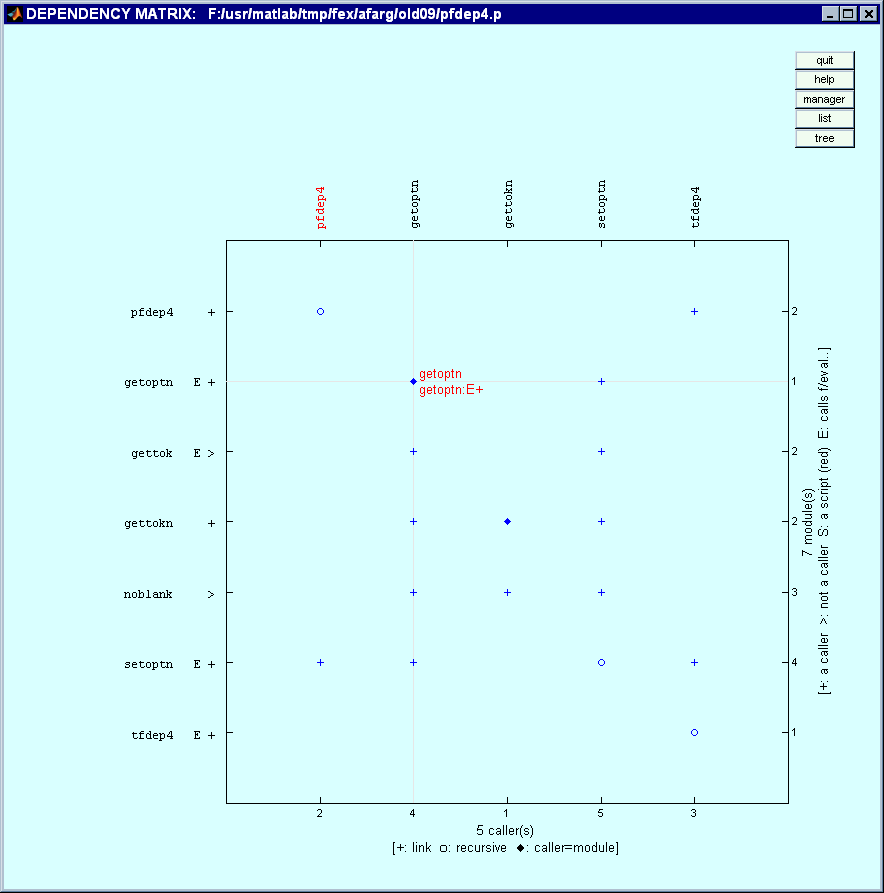 DEPENDENCY MATRIX: F:/usr/matlab/tmp/fex/afarg/old09/pfdep4.p
quit
help
manager
list
tree
pfdep4
getoptn
gettokn
setoptn
tfdep4
pfdep4 + 2
getoptn E + 1
getoptn
getoptn:E+
gettok E > 2
gettokn + 2
noblank > 3
setoptn E + 4
tfdep4 E + 1
7 module(s)
[+: a caller >: not a caller S: a script (red) E: calls f/eval..]
2 4 1 5 3
5 caller(s)
[+: link o: recursive ◆: caller=module]